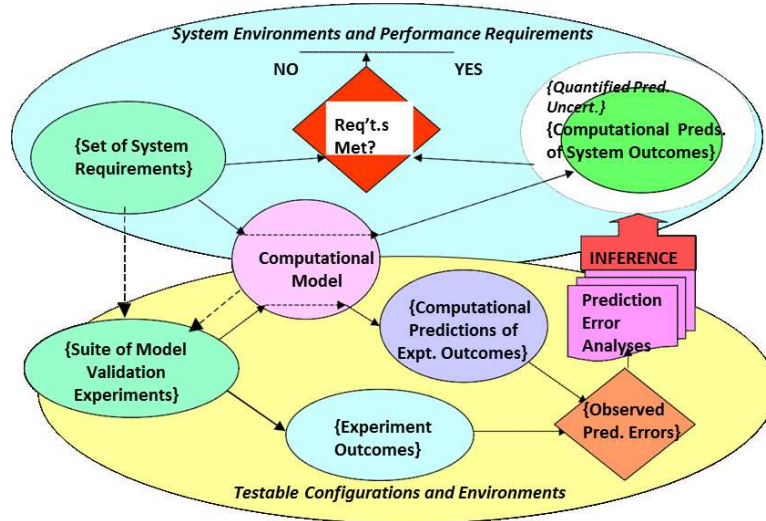 System Environments and Performance Requirements
NO
YES
Req't.s
Met?
{Quantified Pred.
Uncert.}
{Computational Preds.
of System Outcomes}
{Set of System
Requirements}
Computational
Model
INFERENCE
Prediction
Error
Analyses
{Computational
Predictions of
Expt. Outcomes}
{Suite of Model
Validation
Experiments}
{Observed
Pred. Errors}
{Experiment
Outcomes}
Testable Configurations and Environments